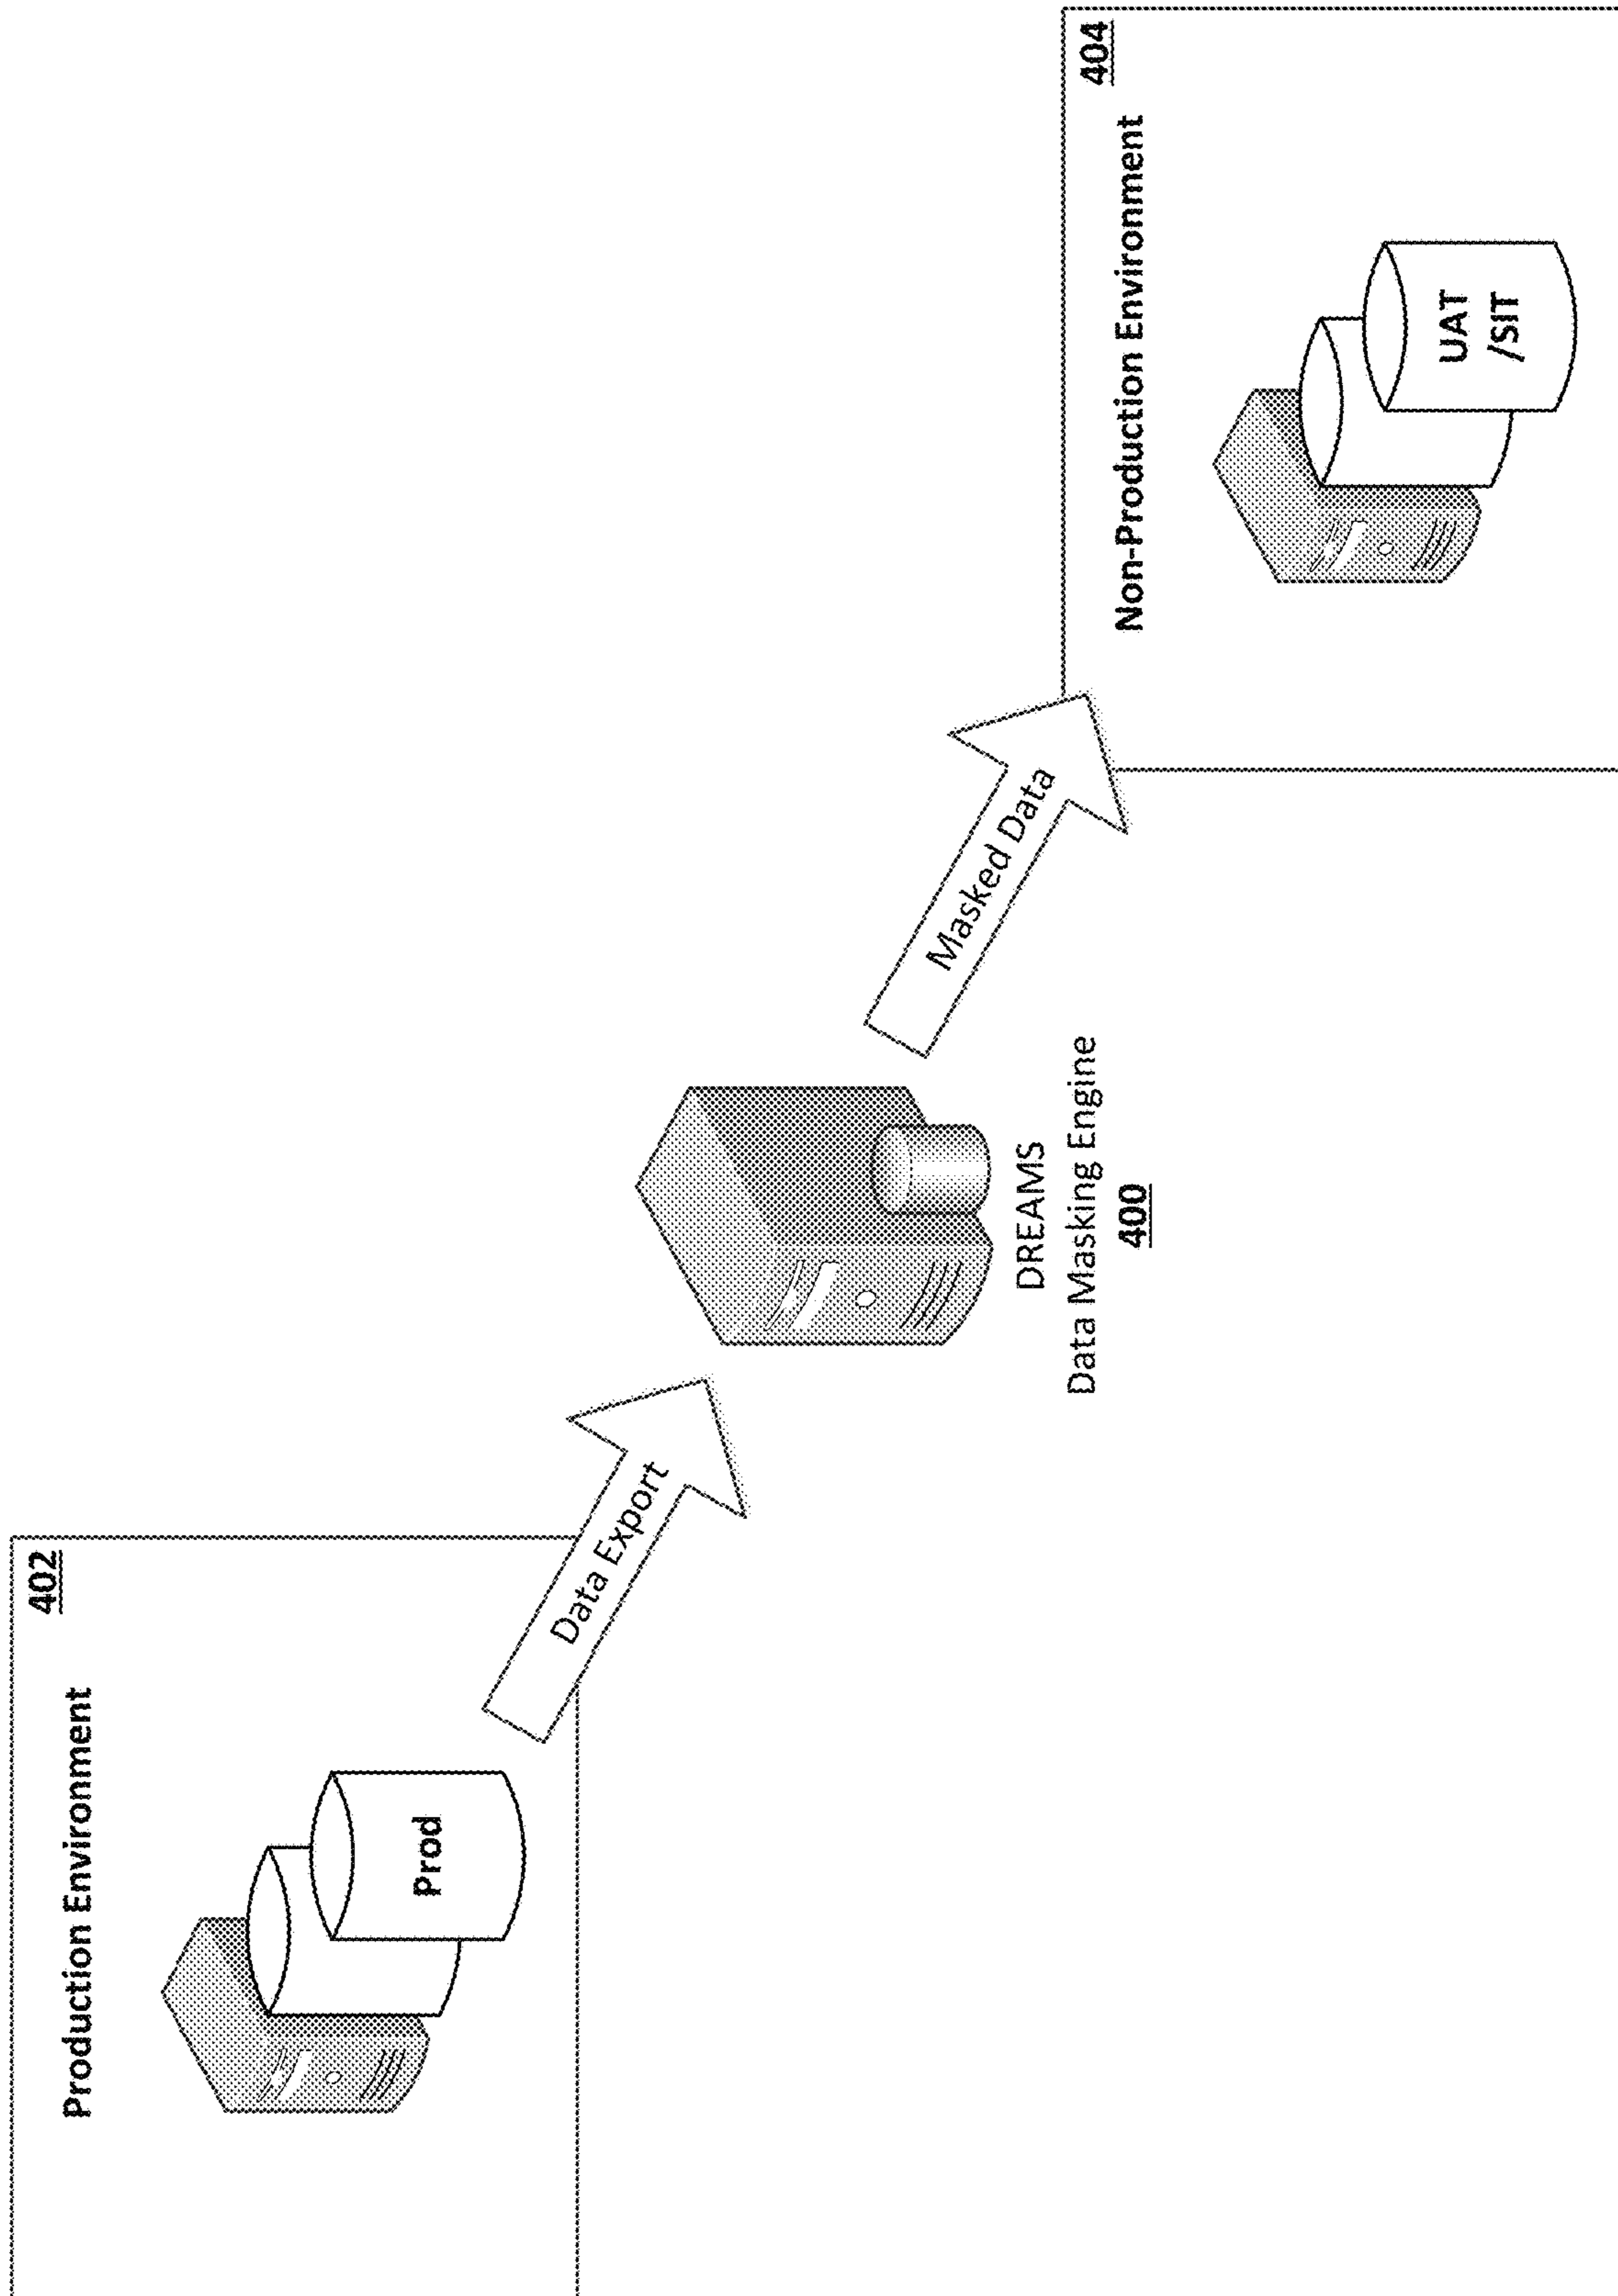 402
Production Environment
Prod
Data Export
DREAMS
Data Masking Engine
400
Masked Data
404
Non-Production Environment
UAT
/SIT